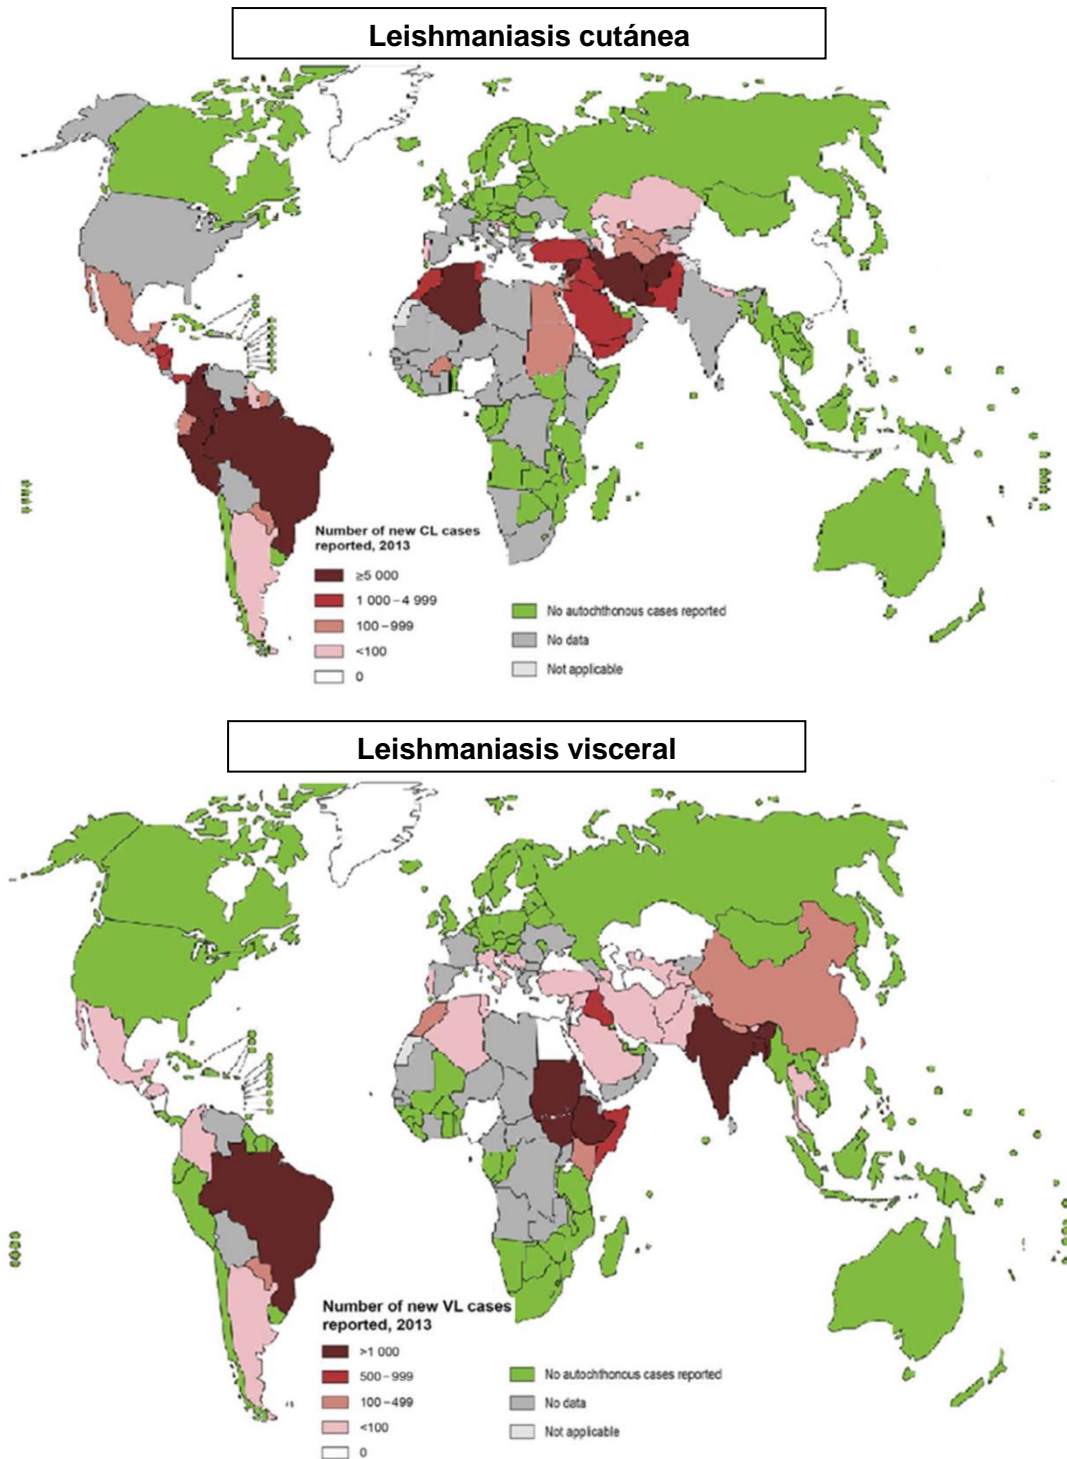 Leishmaniasis cutánea
Number of new CL cases
reported, 2013
≥5 000
1 000–4 999
100–999
<100
0
No autochthonous cases reported
No data
Not applicable
Leishmaniasis visceral
Number of new VL cases
reported, 2013
>1 000
500–999
100–499
<100
0
No autochthonous cases reported
No data
Not applicable